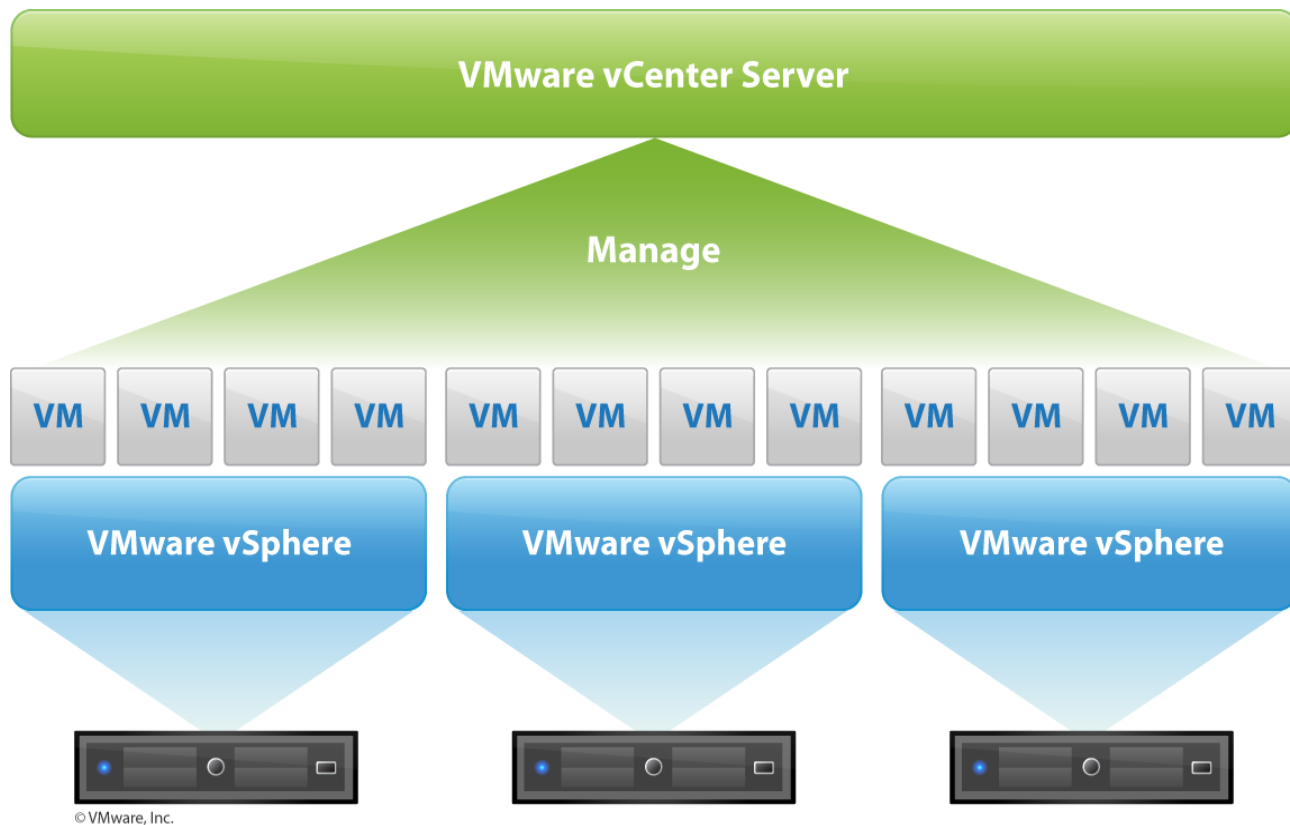 VMware vCenter Server
Manage
VM VM VM VM VM VM VM VM VM VM VM VM
VMware vSphere VMware vSphere VMware vSphere
© VMware, Inc.